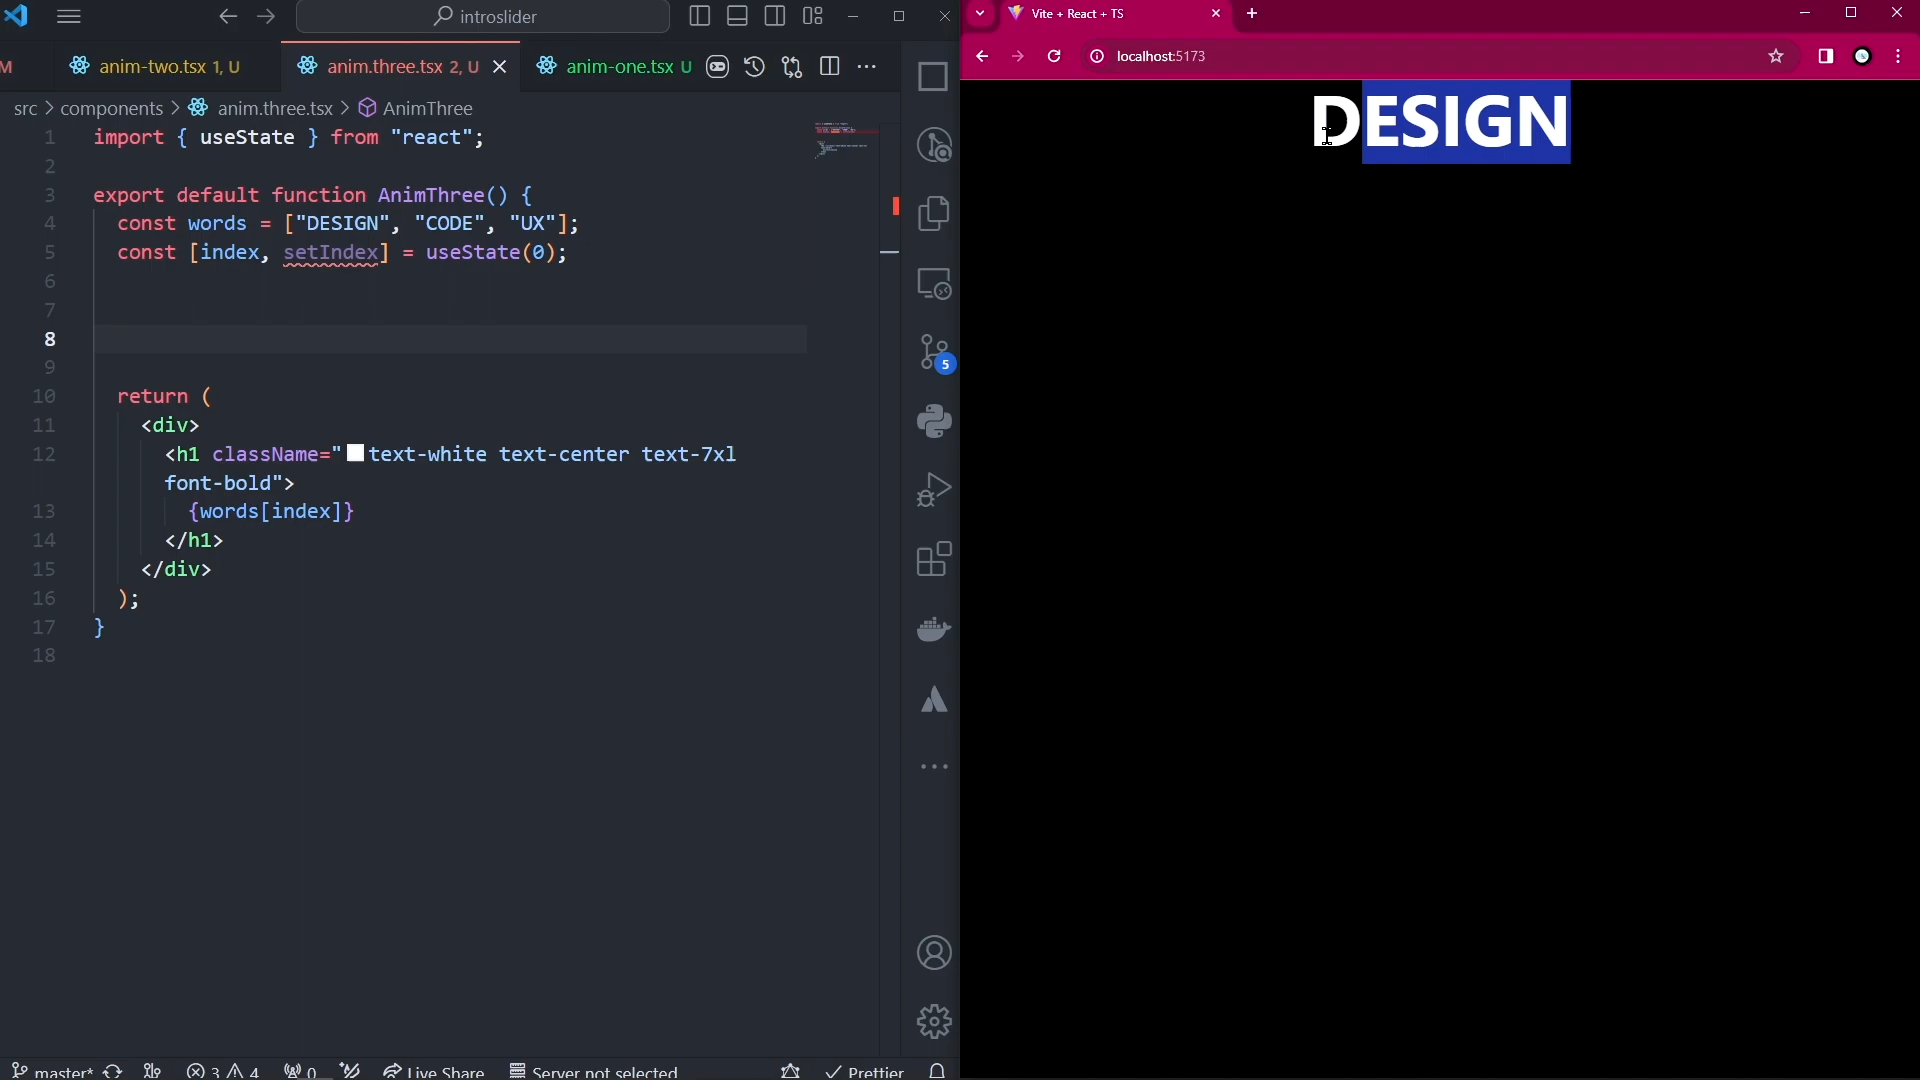 introslider
M
anim-two.tsx 1, U
anim.three.tsx 2, U
anim-one.tsx U
src > components > anim.three.tsx > AnimThree
1 import { useState } from "react";
2
3 export default function AnimThree() {
4 const words = ["DESIGN", "CODE", "UX"];
5 const [index, setIndex] = useState(0);
6
7
8
9
10 return (
11 <div>
12 <h1 className="text-white text-center text-7xl
font-bold">
13 {words[index]}
14 </h1>
15 </div>
16 );
17 }
18
5
master* 3 4 0 Live Share Server not selected Prettier
Vite + React + TS
localhost:5173
DESIGN